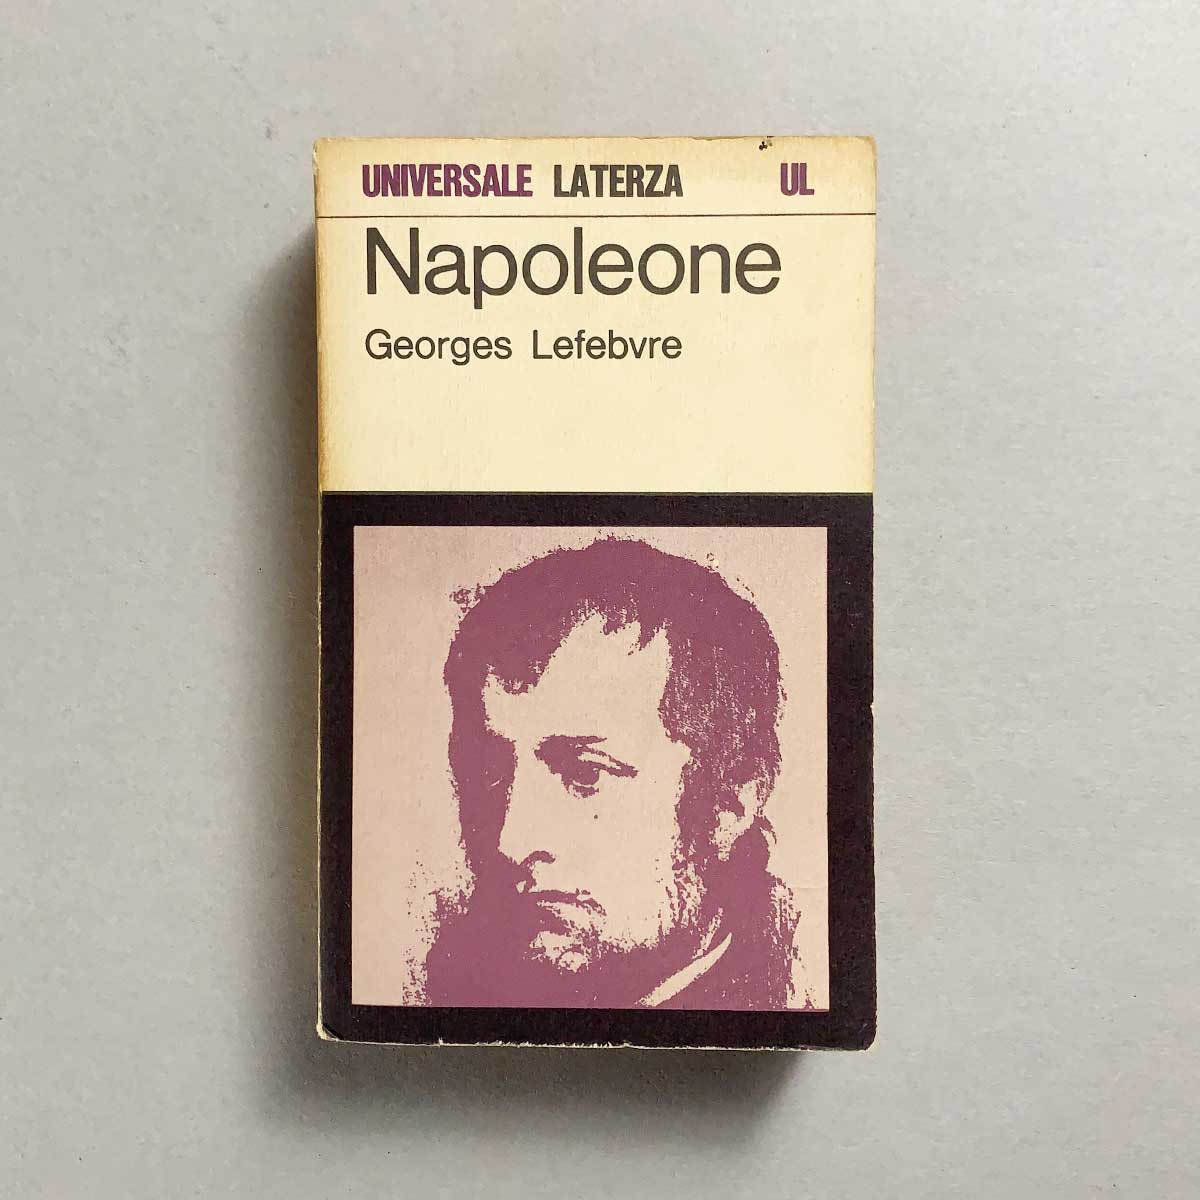 UNIVERSALE LATERZA UL
Napoleone
Georges Lefebvre